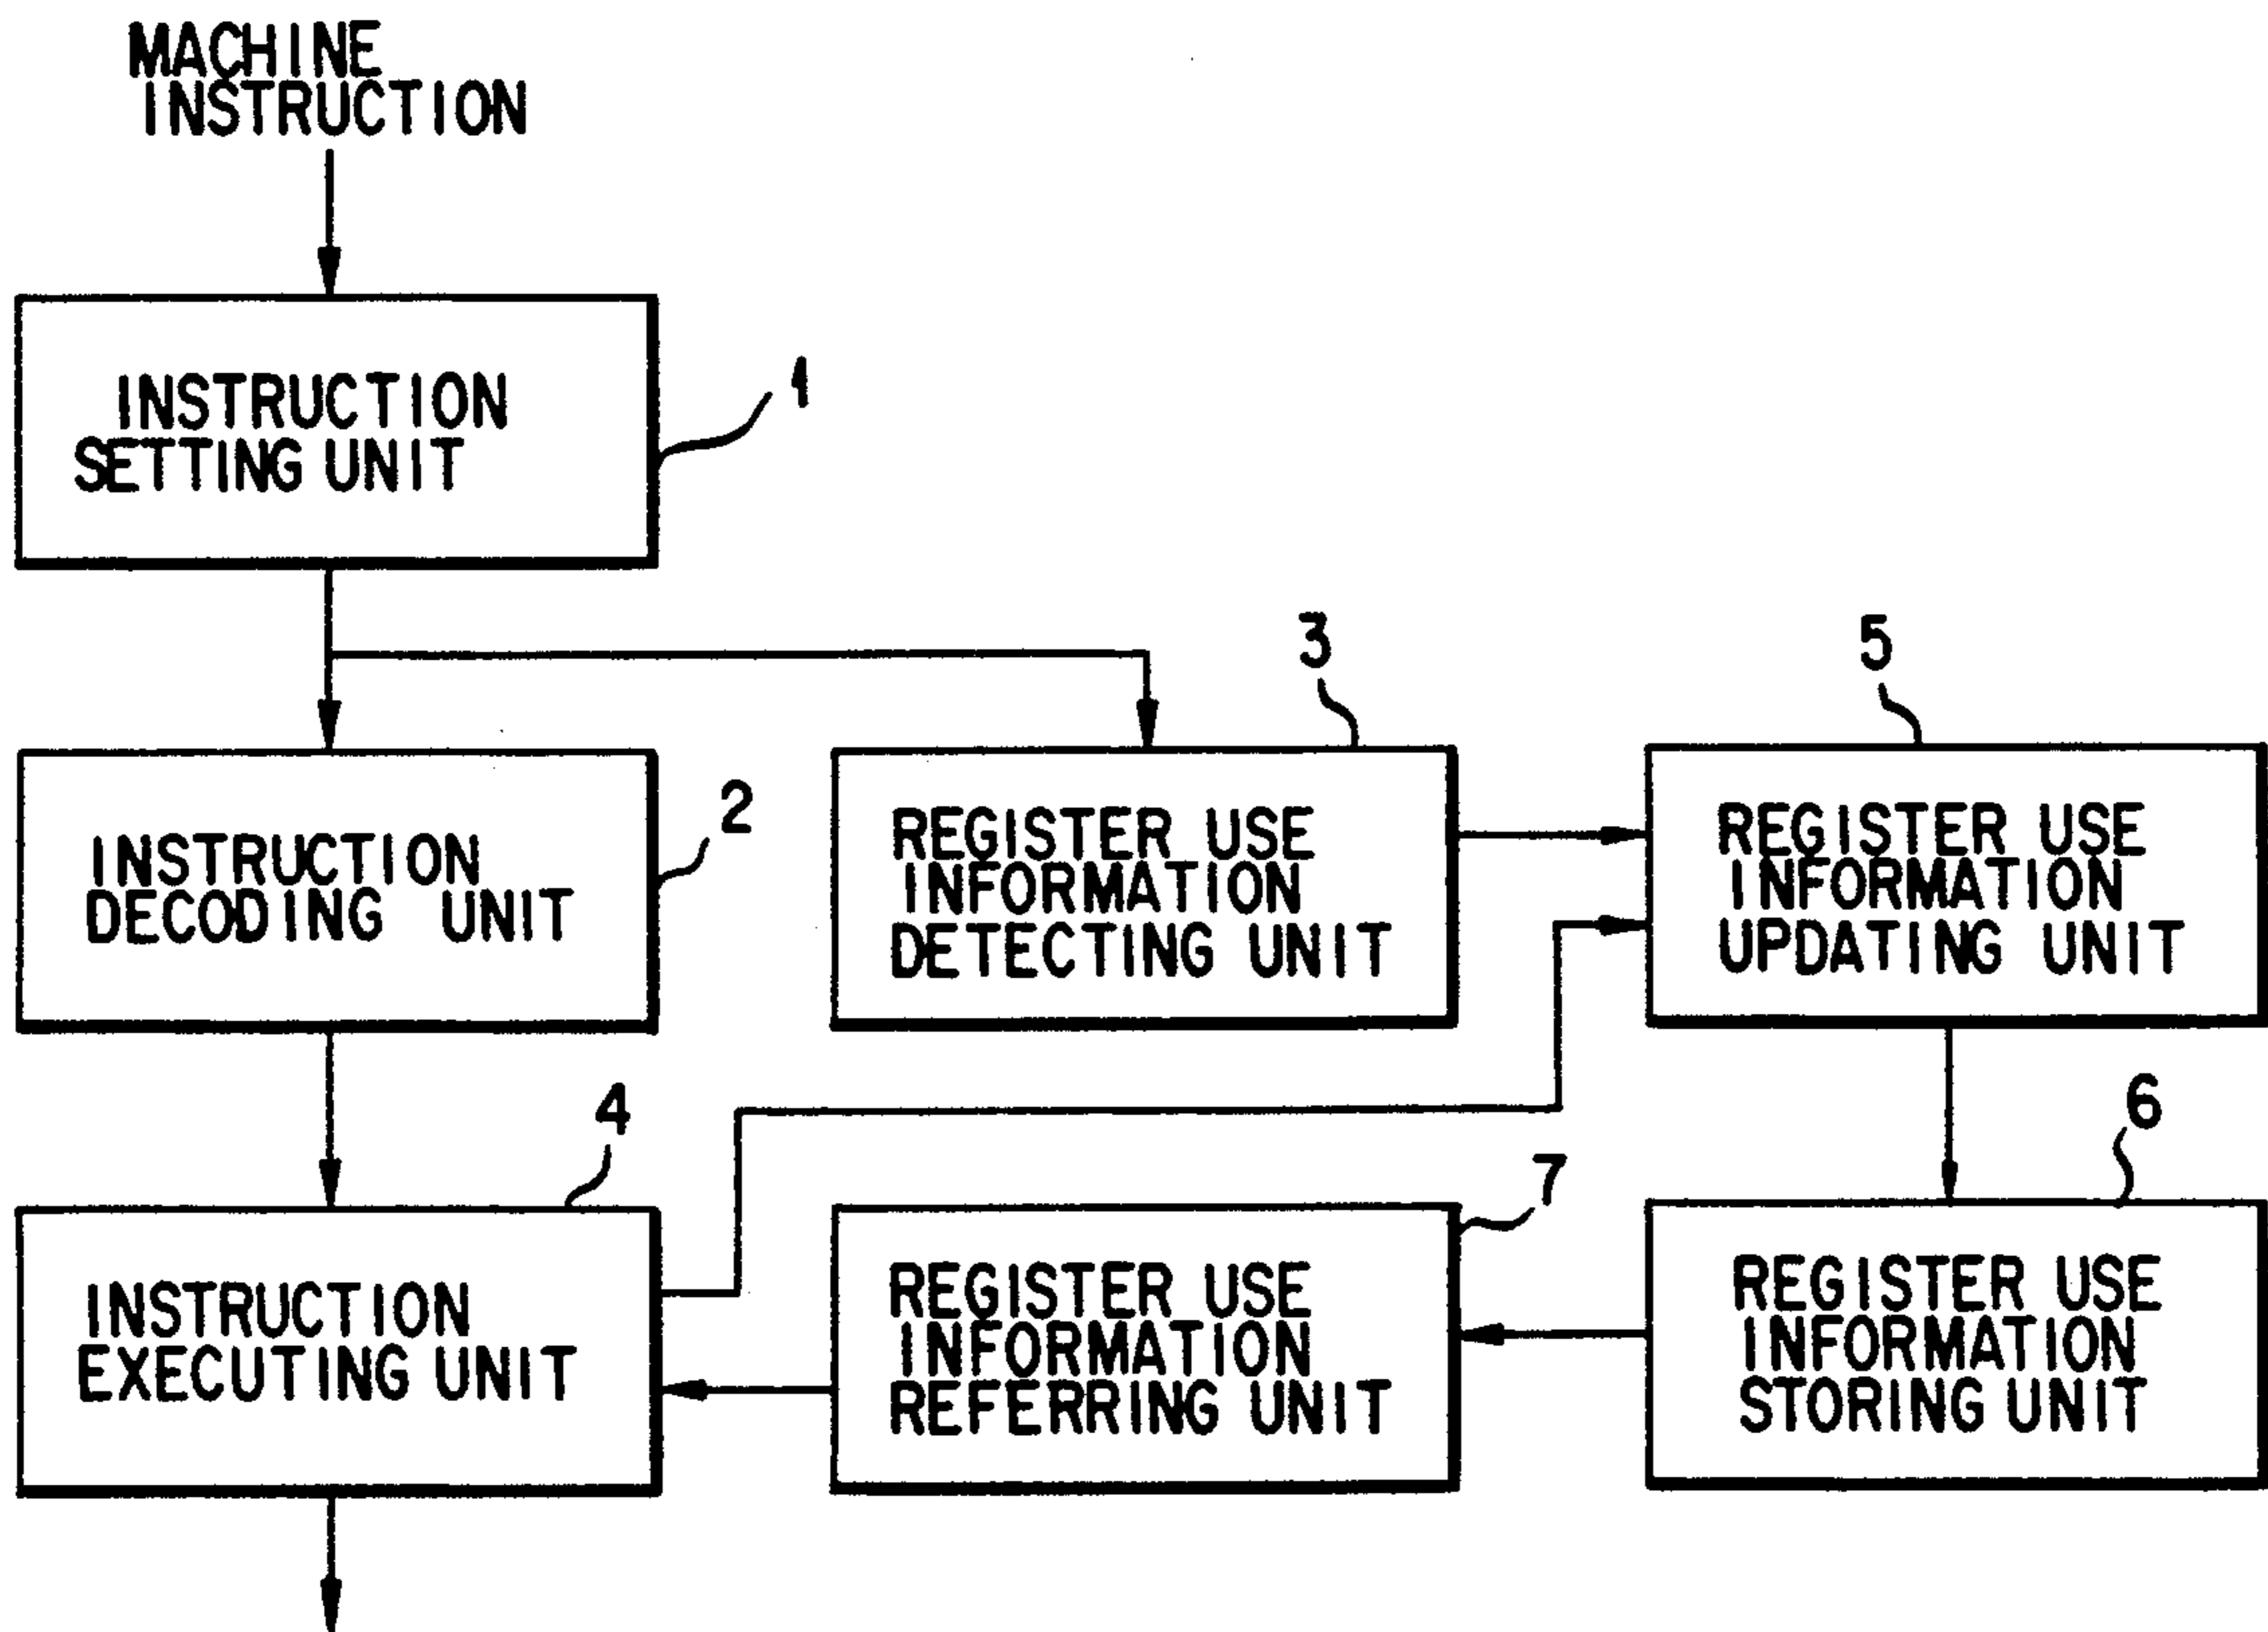 MACHINE
INSTRUCTION
INSTRUCTION
SETTING UNIT
1
3
5
INSTRUCTION
DECODING UNIT
2
REGISTER USE
INFORMATION
DETECTING UNIT
REGISTER USE
INFORMATION
UPDATING UNIT
4
7
6
INSTRUCTION
EXECUTING UNIT
REGISTER USE
INFORMATION
REFERRING UNIT
REGISTER USE
INFORMATION
STORING UNIT